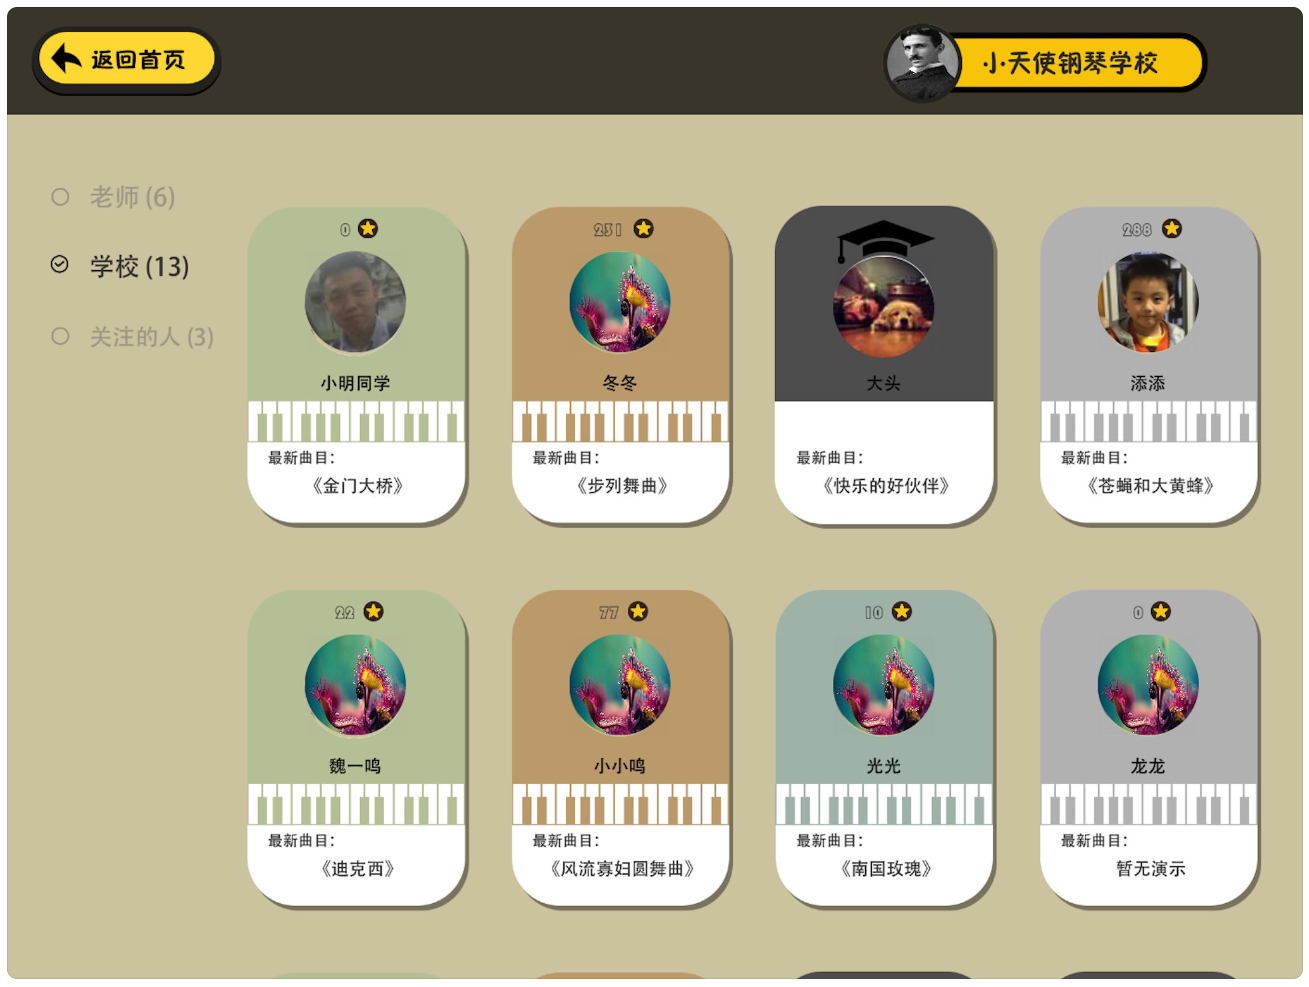 返回首页
小天使钢琴学校
老师 (6)
学校 (13)
关注的人 (3)
0
小明同学
最新曲目：
《金门大桥》
251
冬冬
最新曲目：
《步列舞曲》
大头
最新曲目：
《快乐的好伙伴》
288
添添
最新曲目：
《苍蝇和大黄蜂》
22
魏一鸣
最新曲目：
《迪克西》
77
小小鸣
最新曲目：
《风流寡妇圆舞曲》
10
光光
最新曲目：
《南国玫瑰》
0
龙龙
最新曲目：
暂无演示